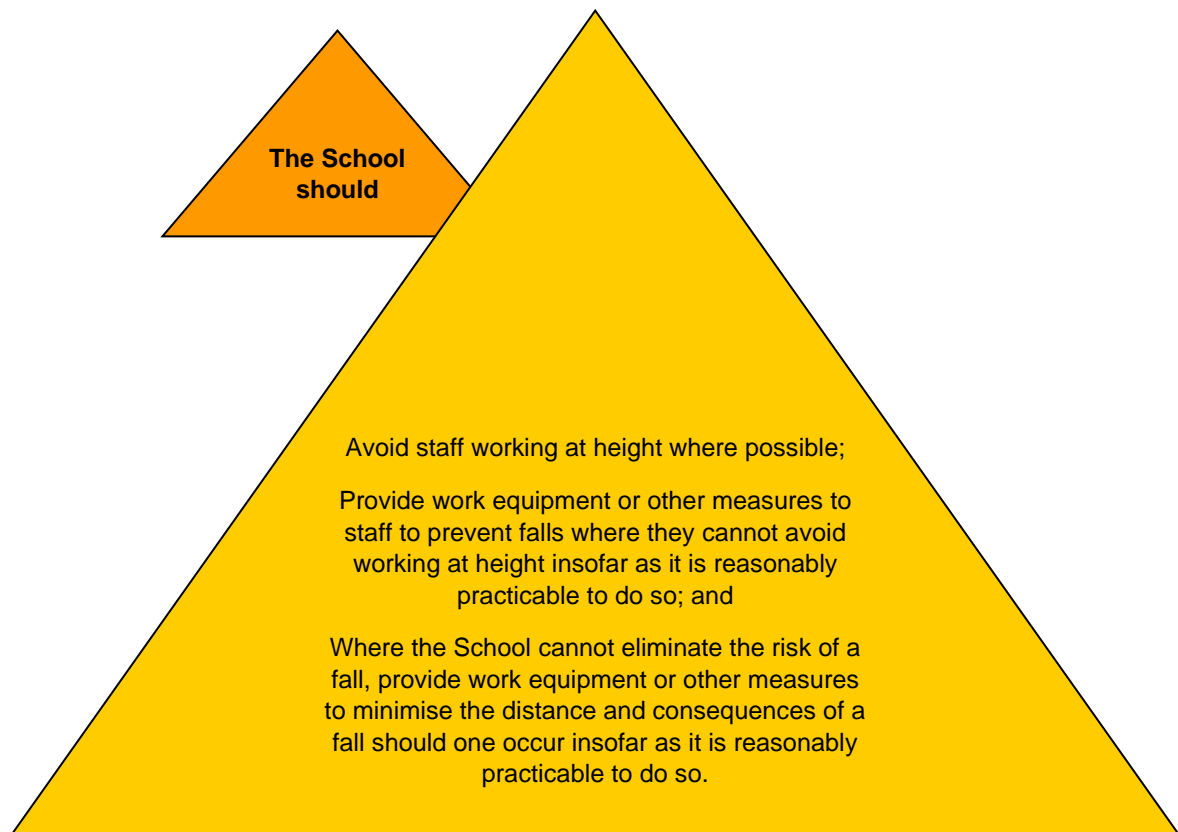 The School
should
Avoid staff working at height where possible;
Provide work equipment or other measures to
staff to prevent falls where they cannot avoid
working at height insofar as it is reasonably
practicable to do so; and
Where the School cannot eliminate the risk of a
fall, provide work equipment or other measures
to minimise the distance and consequences of a
fall should one occur insofar as it is reasonably
practicable to do so.